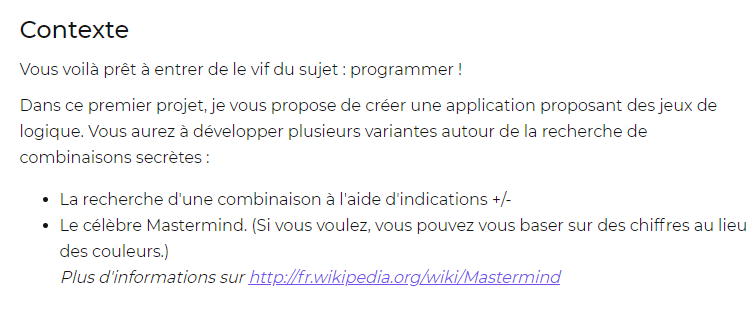 Contexte
Vous voilà prêt à entrer de le vif du sujet : programmer !
Dans ce premier projet, je vous propose de créer une application proposant des jeux de
logique. Vous aurez à développer plusieurs variantes autour de la recherche de
combinaisons secrètes :
• La recherche d'une combinaison à l'aide d'indications +/-
• Le célèbre Mastermind. (Si vous voulez, vous pouvez vous baser sur des chiffres au lieu
des couleurs.)
Plus d'informations sur http://fr.wikipedia.org/wiki/Mastermind